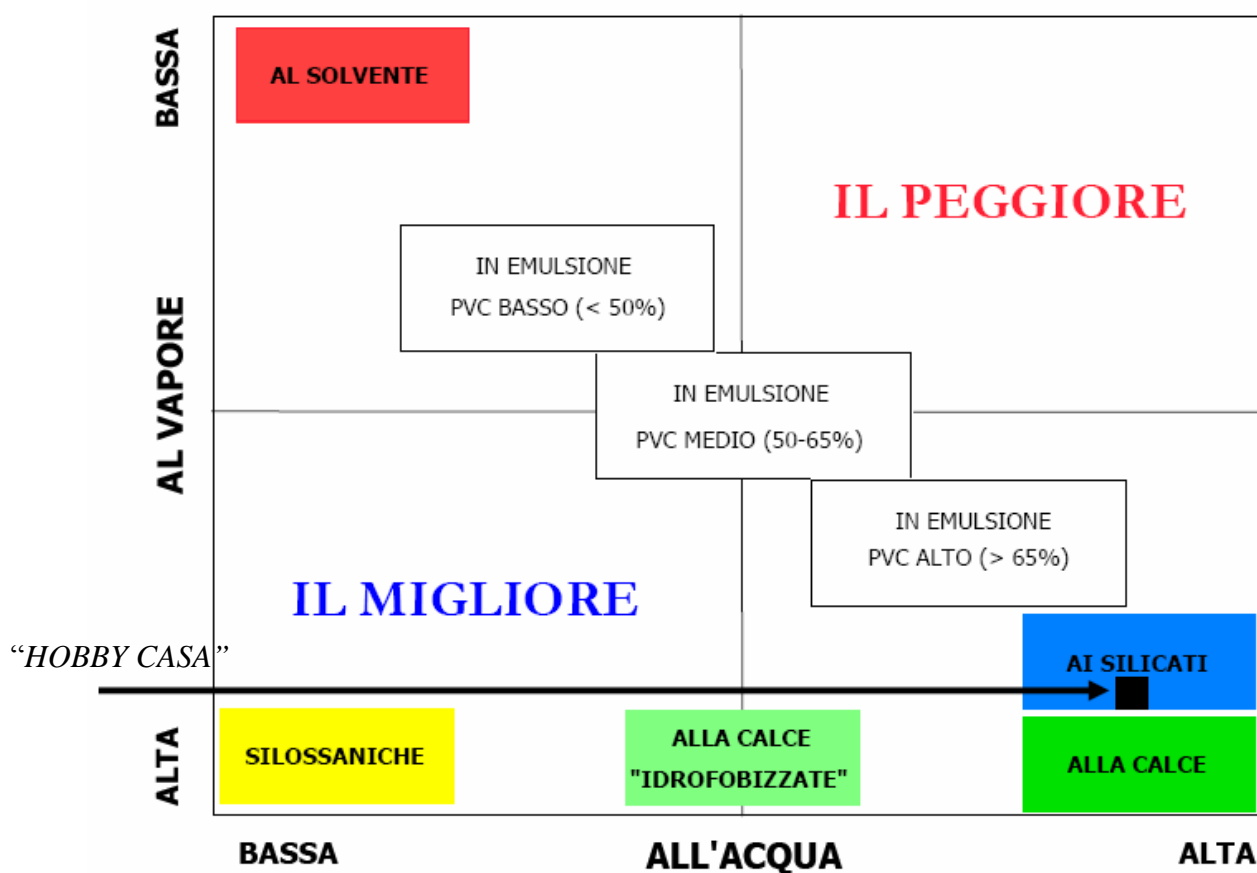 BASSA
AL SOLVENTE
IL PEGGIORE
IN EMULSIONE
PVC BASSO (< 50%)
AL VAPORE
IN EMULSIONE
PVC MEDIO (50-65%)
IN EMULSIONE
PVC ALTO (> 65%)
IL MIGLIORE
“HOBBY CASA”
AI SILICATI
ALTA
SILOSSANICHE
ALLA CALCE
"IDROFOBIZZATE"
ALLA CALCE
BASSA
ALL'ACQUA
ALTA